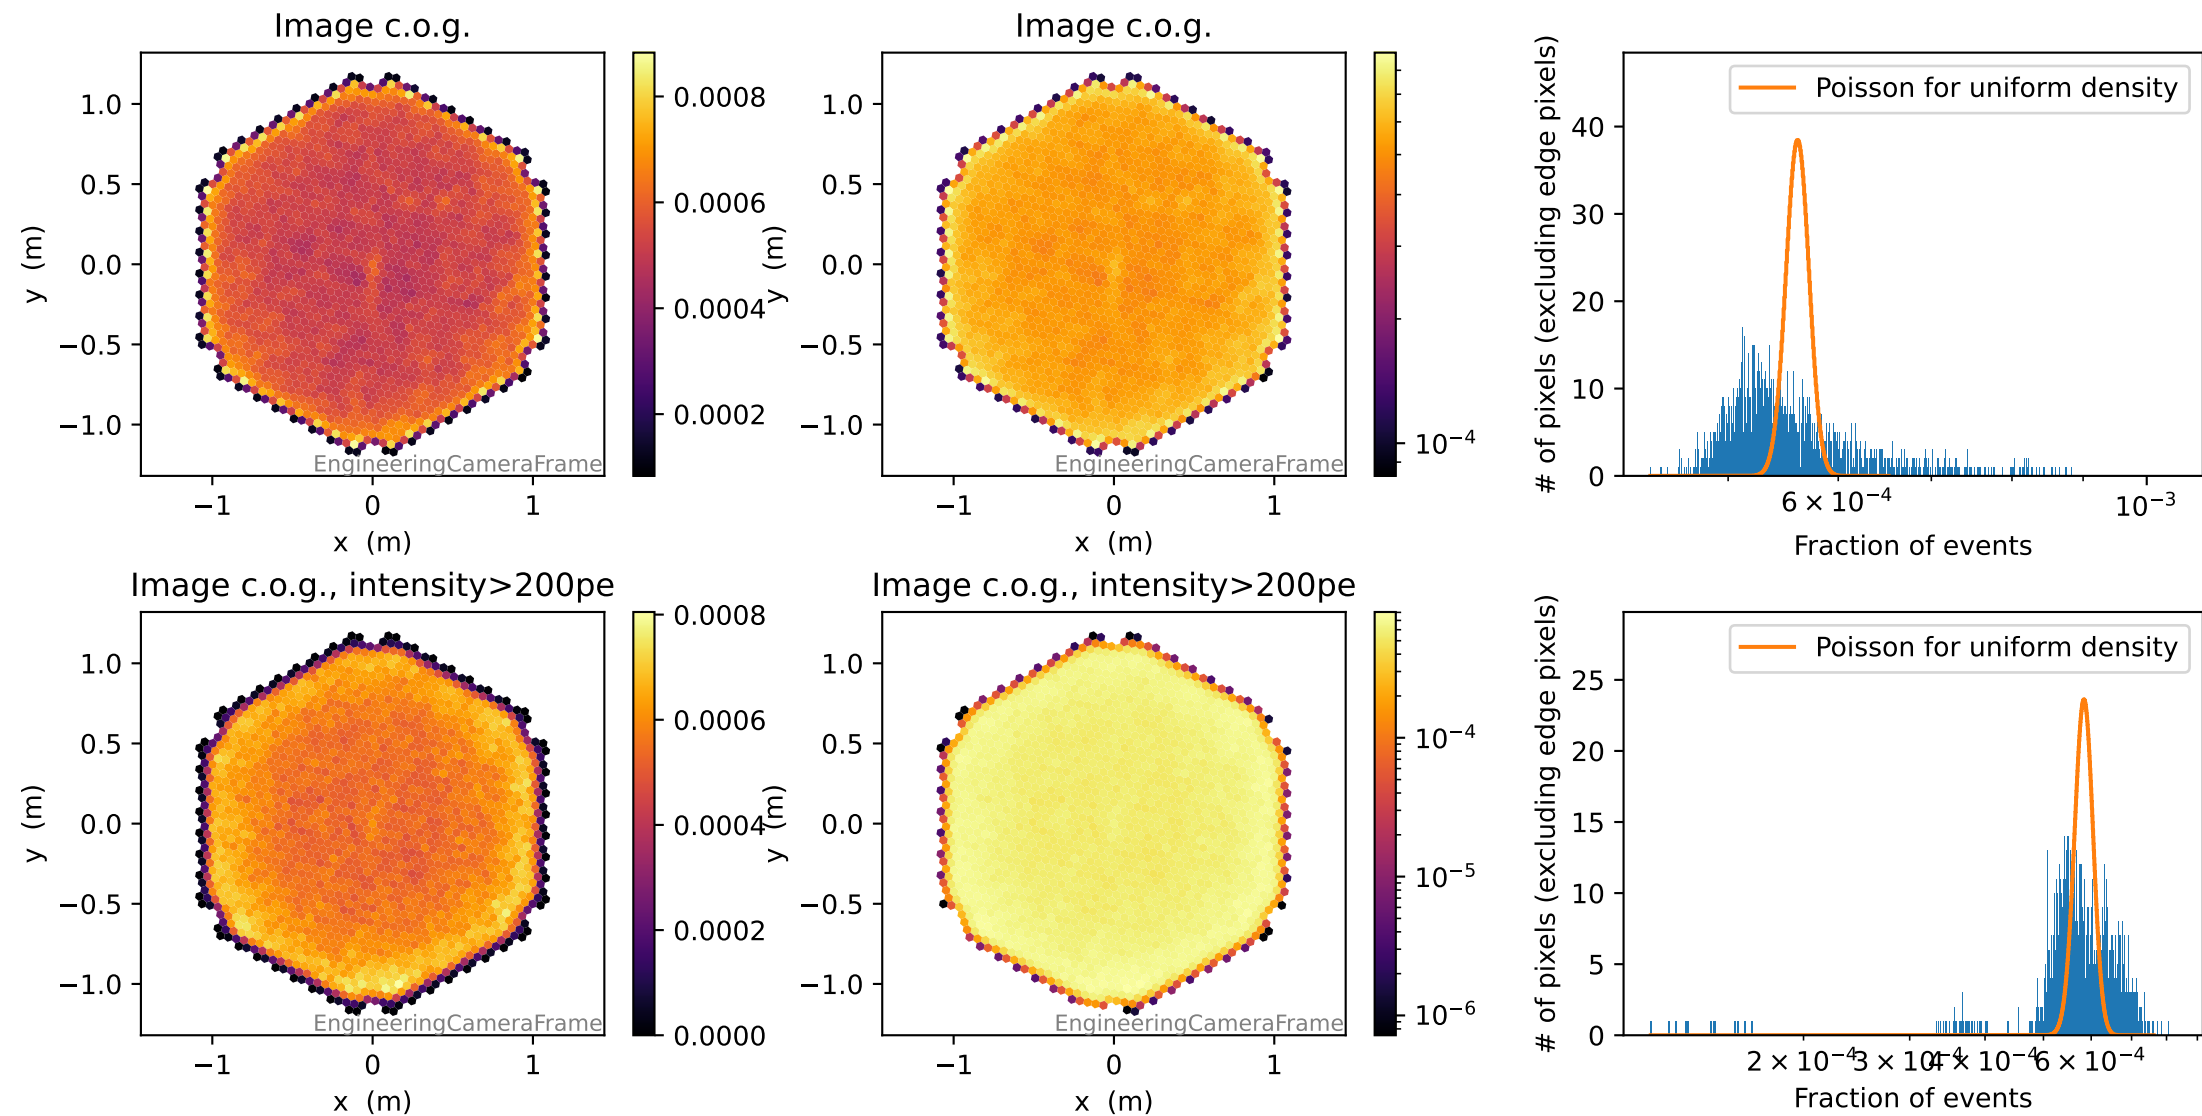 Image c.o.g.
1.0
0.5
0.0
−0.5
−1.0
y (m)
−1
0
1
x (m)
EngineeringCameraFrame
0.0008
0.0006
0.0004
0.0002
Image c.o.g.
1.0
0.5
0.0
−0.5
−1.0
y (m)
−1
0
1
x (m)
EngineeringCameraFrame
10⁻⁴
# of pixels (excluding edge pixels)
40
30
20
10
0
Poisson for uniform density
6 × 10⁻⁴
10⁻³
Fraction of events
Image c.o.g., intensity>200pe
1.0
0.5
0.0
−0.5
−1.0
y (m)
−1
0
1
x (m)
EngineeringCameraFrame
0.0008
0.0006
0.0004
0.0002
0.0000
Image c.o.g., intensity>200pe
1.0
0.5
0.0
−0.5
−1.0
y (m)
−1
0
1
x (m)
EngineeringCameraFrame
10⁻⁴
10⁻⁵
10⁻⁶
# of pixels (excluding edge pixels)
25
20
15
10
5
0
Poisson for uniform density
2 × 10⁻⁴
3 × 10⁻⁴
4 × 10⁻⁴
6 × 10⁻⁴
Fraction of events